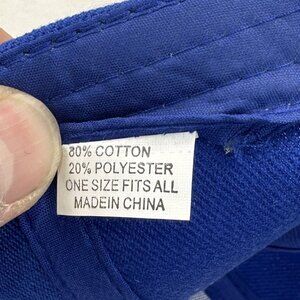 80% COTTON
20% POLYESTER
ONE SIZE FITS ALL
MADEIN CHINA